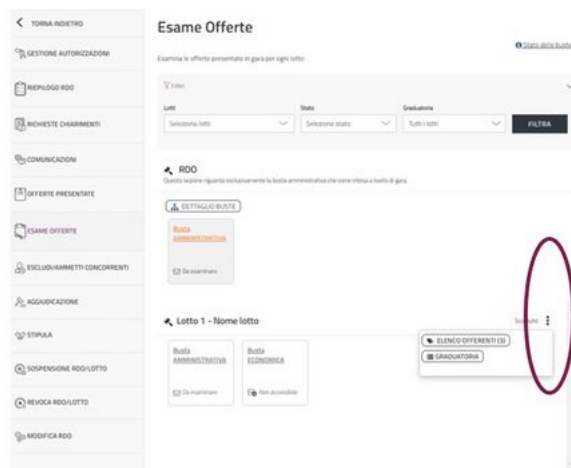 TORNA INDIETRO
GESTIONE AUTORIZZAZIONI
RIEPILOGO RDO
RICHIESTE CHIARIMENTI
COMUNICAZIONI
OFFERTE PRESENTATE
ESAME OFFERTE
ESCLUDI/AMMETTI CONCORRENTI
AGGIUDICAZIONE
STIPULA
SOSPENSIONE RDO/LOTTO
REVOCA RDO/LOTTO
MODIFICA RDO
Esame Offerte
Stato delle buste
Esamina le offerte presentate in gara per ogni lotto
Filtri
Lotti Stato Graduatoria
Seleziona lotti Seleziona stato Tutti i lotti FILTRA
RDO
Questa sezione riguarda esclusivamente la busta amministrativa che viene intesa a livello di gara.
DETTAGLIO BUSTE
Busta
AMMINISTRATIVA
Da esaminare
Lotto 1 - Nome lotto
ELENCO OFFERENTI (3)
GRADUATORIA
Busta
AMMINISTRATIVA
Da esaminare
Busta
ECONOMICA
Non accessibile